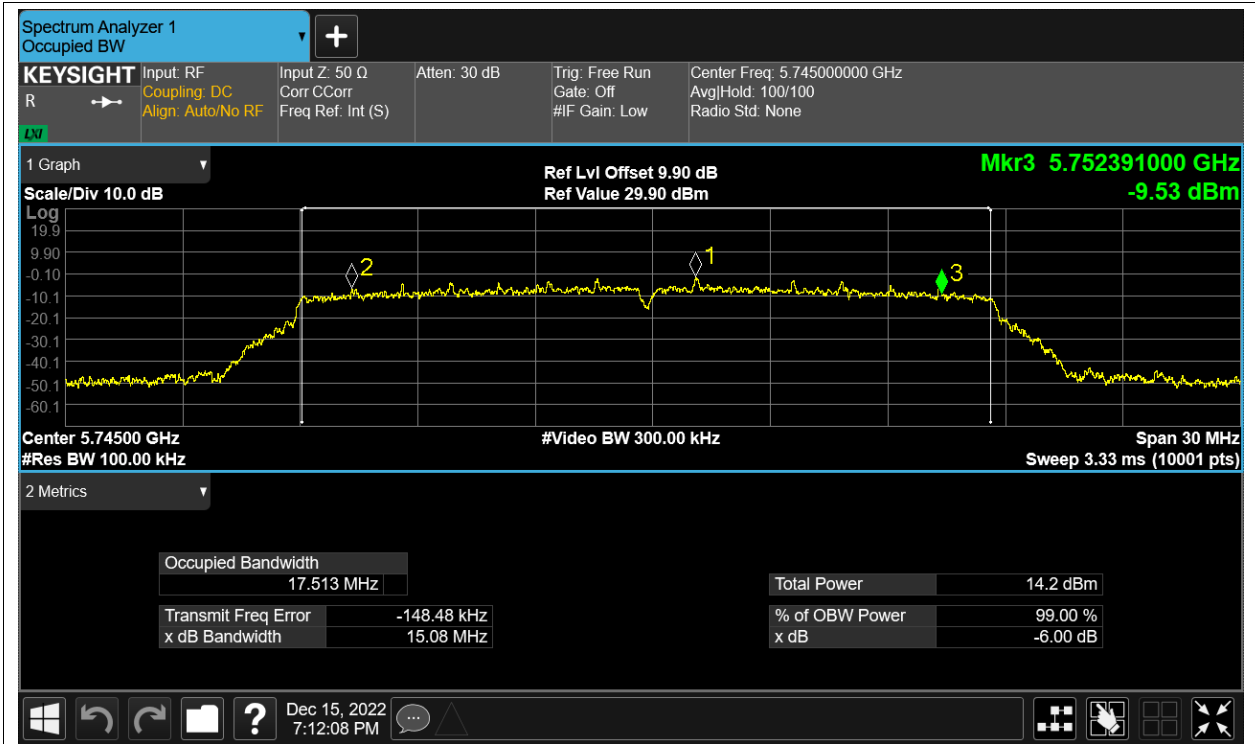 Spectrum Analyzer 1
Occupied BW
KEYSIGHT
R
LXI
Input: RF
Coupling: DC
Align: Auto/No RF
Input Z: 50 Ω
Corr CCorr
Freq Ref: Int (S)
Atten: 30 dB
Trig: Free Run
Gate: Off
#IF Gain: Low
Center Freq: 5.745000000 GHz
Avg|Hold: 100/100
Radio Std: None
1 Graph
Scale/Div 10.0 dB
Ref Lvl Offset 9.90 dB
Ref Value 29.90 dBm
Mkr3 5.752391000 GHz
-9.53 dBm
Log
19.9
9.90
-0.10
-10.1
-20.1
-30.1
-40.1
-50.1
-60.1
2
1
3
Center 5.74500 GHz
#Res BW 100.00 kHz
#Video BW 300.00 kHz
Span 30 MHz
Sweep 3.33 ms (10001 pts)
2 Metrics
Occupied Bandwidth
17.513 MHz
Transmit Freq Error -148.48 kHz
x dB Bandwidth 15.08 MHz
Total Power 14.2 dBm
% of OBW Power 99.00 %
x dB -6.00 dB
?
Dec 15, 2022
7:12:08 PM